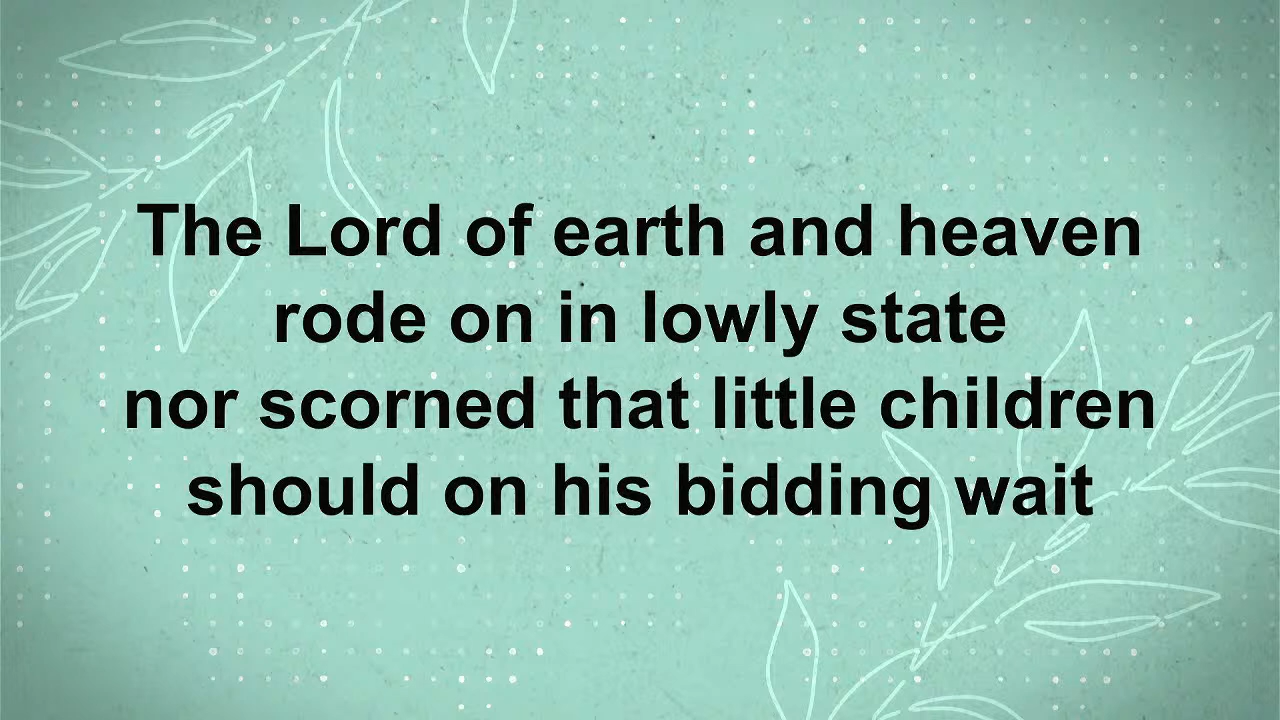 The Lord of earth and heaven
rode on in lowly state
nor scorned that little children
should on his bidding wait